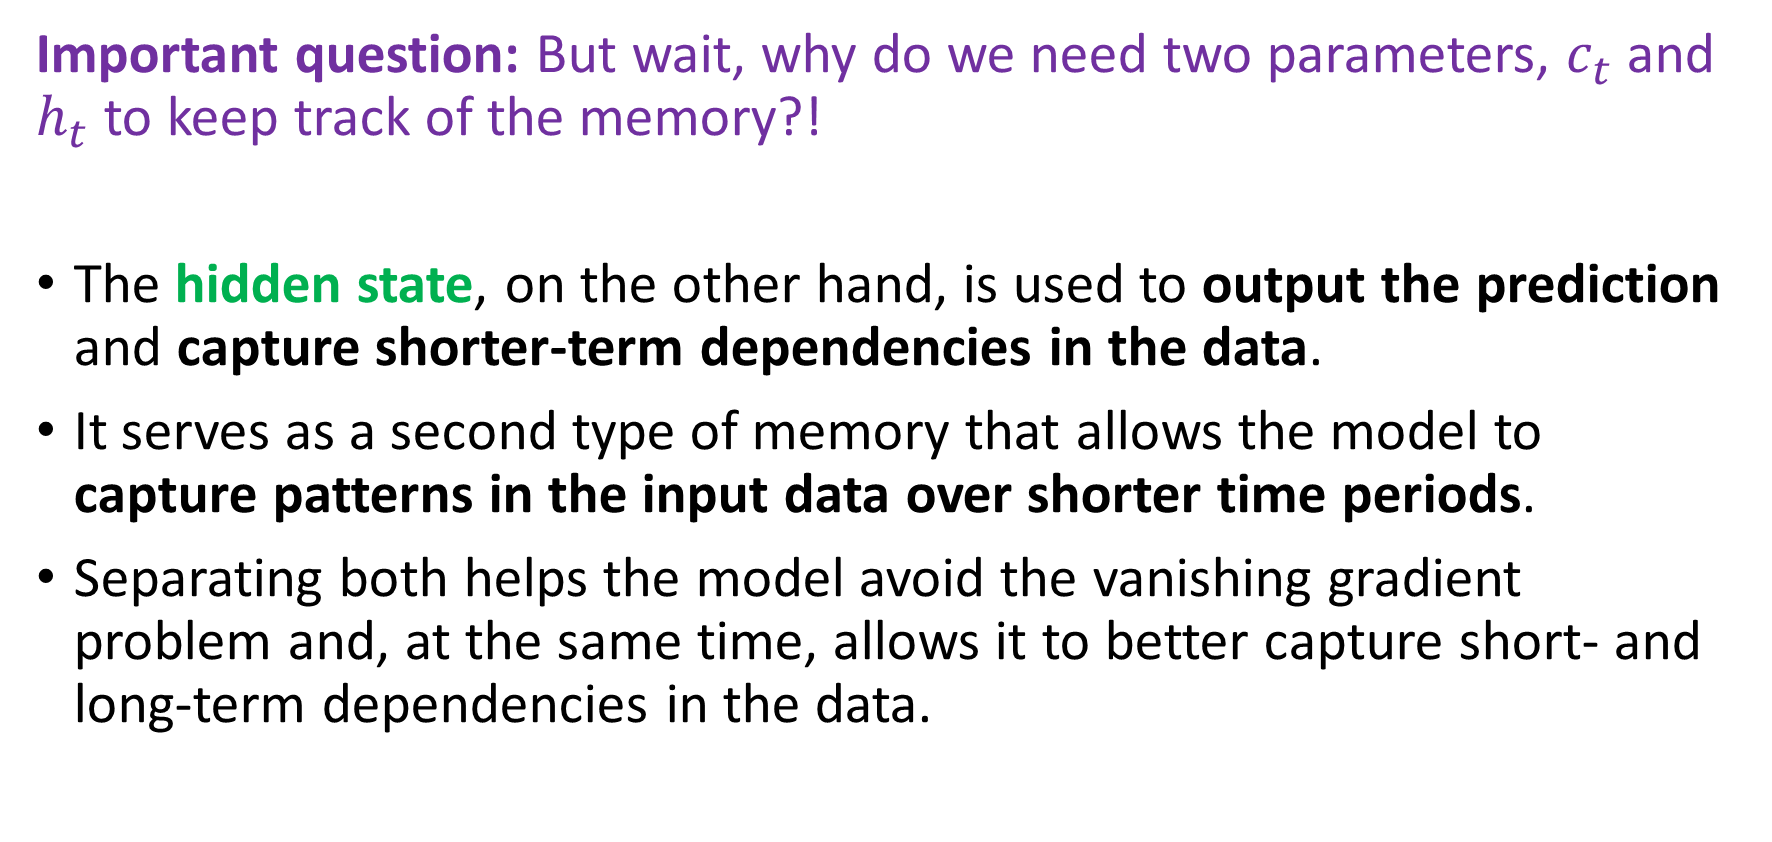 Important question: But wait, why do we need two parameters, c_t and
h_t to keep track of the memory?!
• The hidden state, on the other hand, is used to output the prediction
and capture shorter-term dependencies in the data.
• It serves as a second type of memory that allows the model to
capture patterns in the input data over shorter time periods.
• Separating both helps the model avoid the vanishing gradient
problem and, at the same time, allows it to better capture short- and
long-term dependencies in the data.